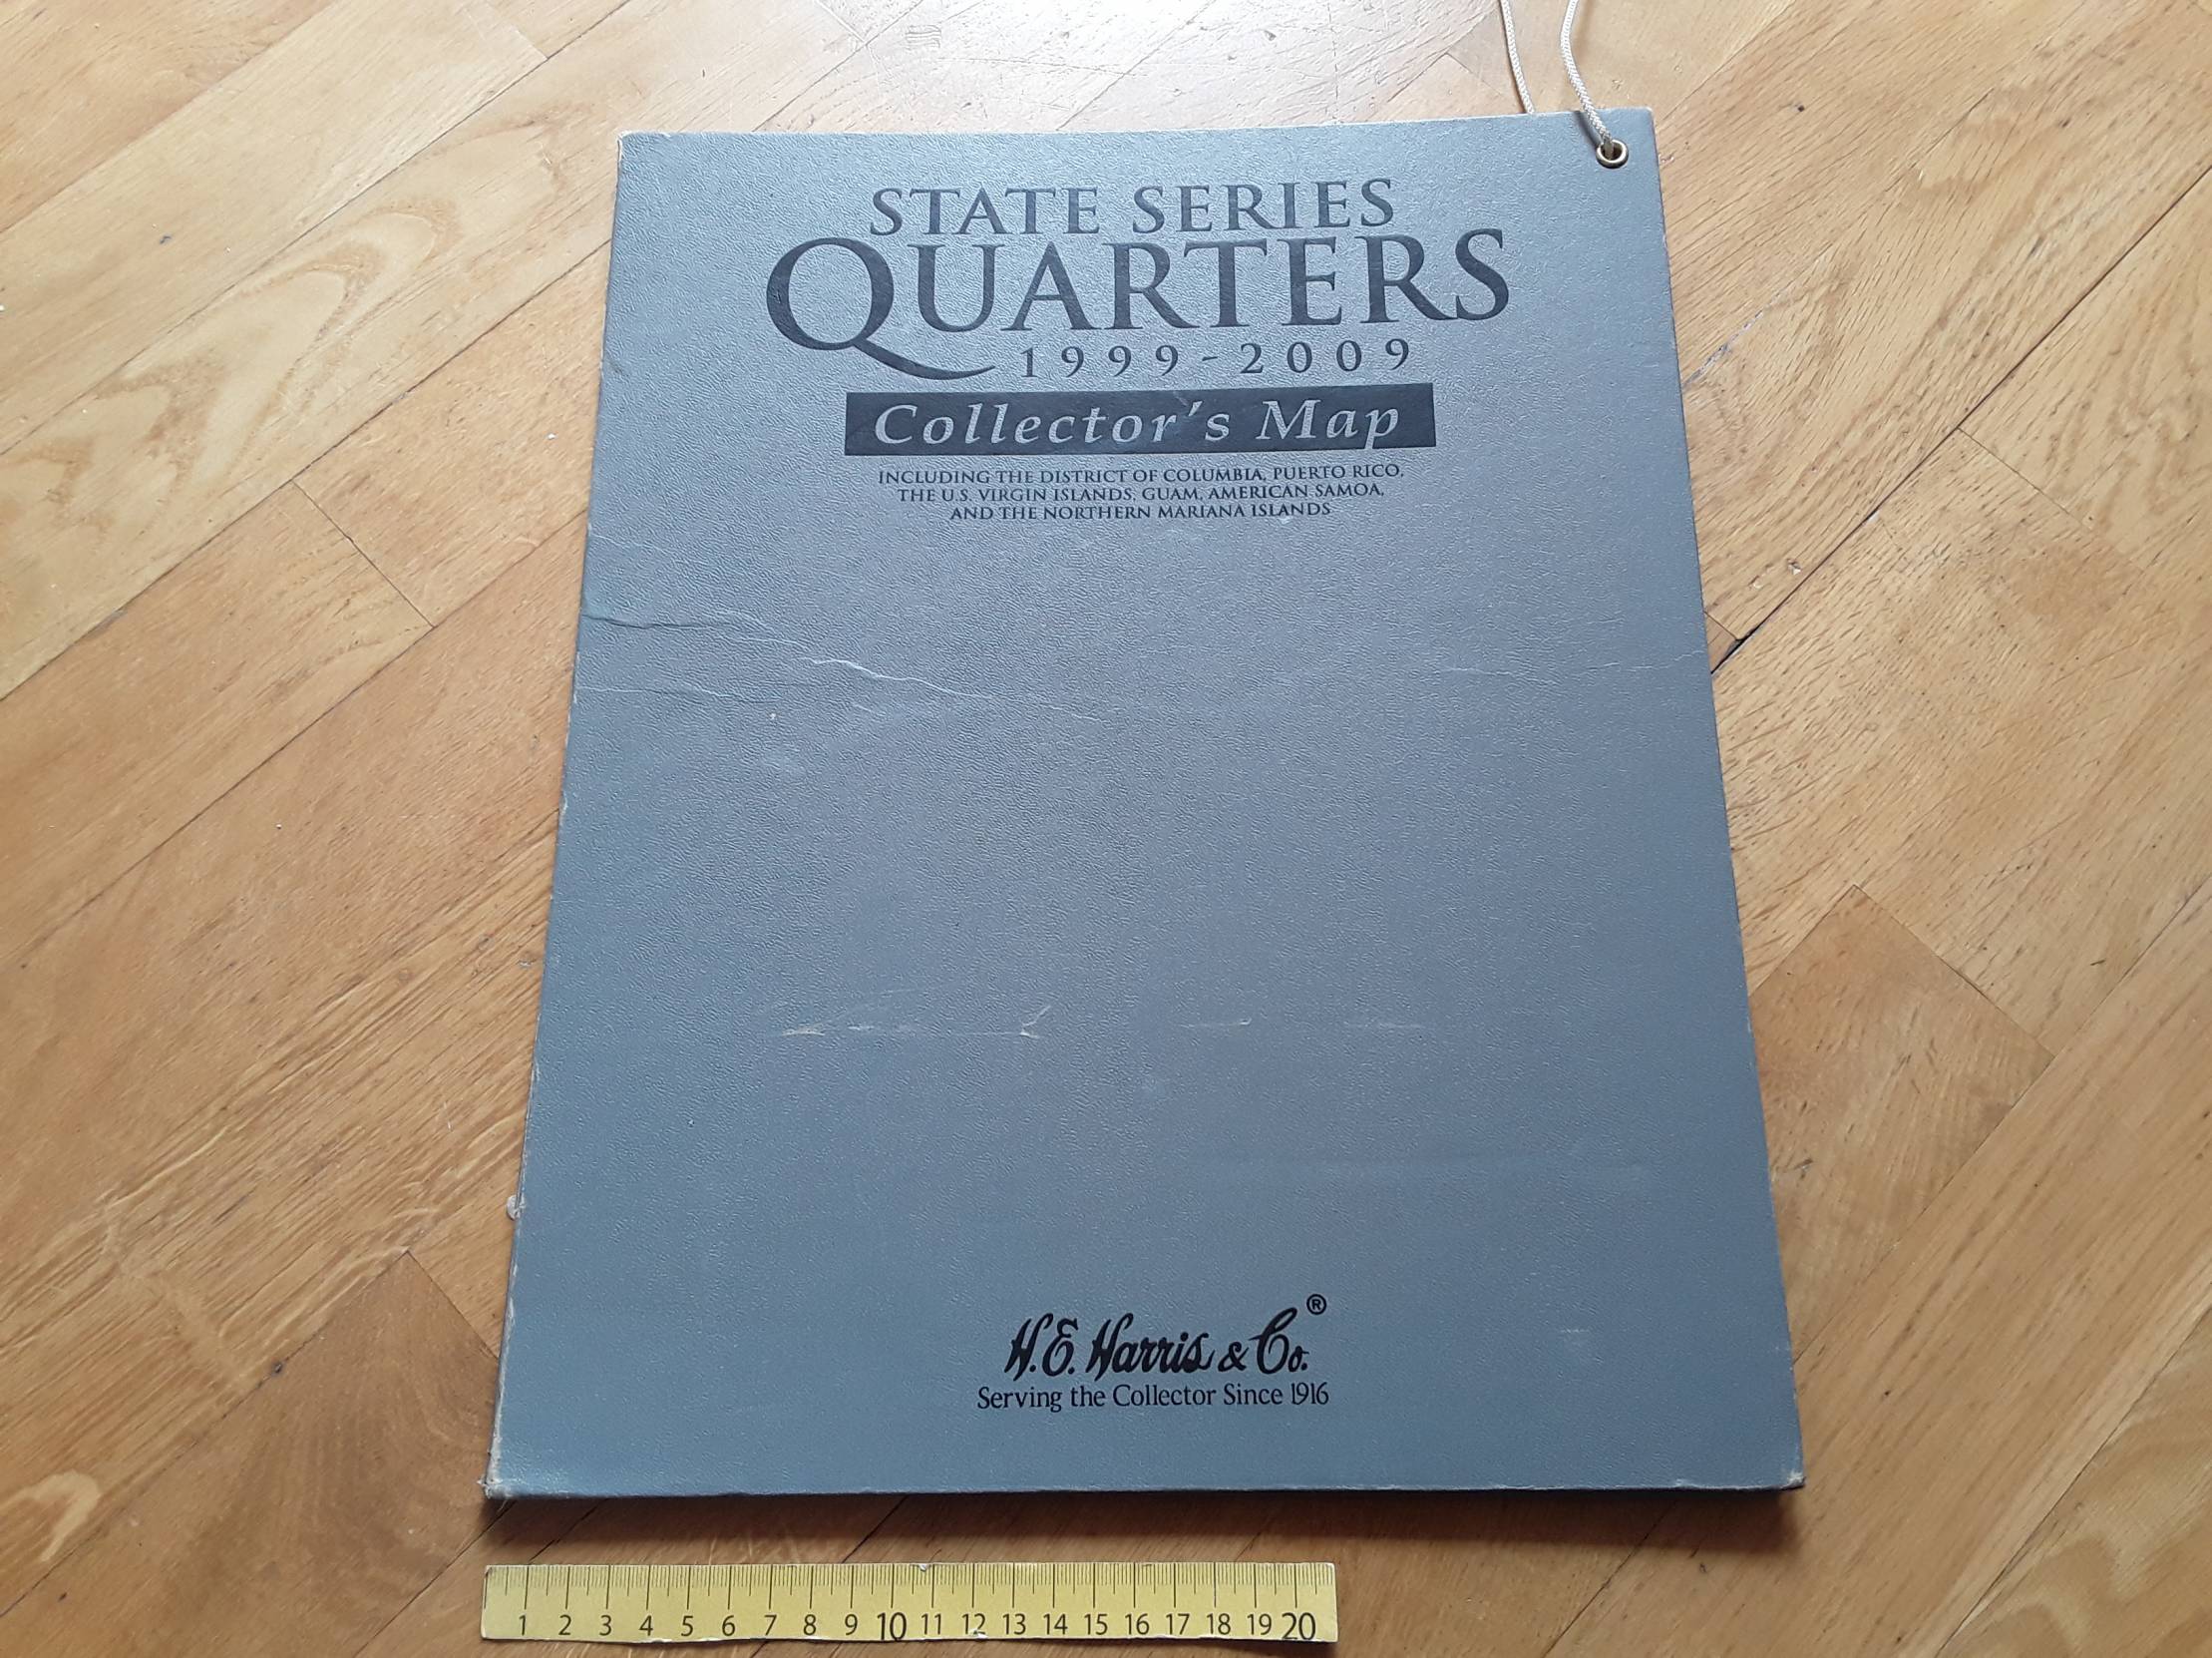 STATE SERIES
QUARTERS
1999-2009
Collector's Map
INCLUDING THE DISTRICT OF COLUMBIA, PUERTO RICO,
THE U.S. VIRGIN ISLANDS, GUAM, AMERICAN SAMOA,
AND THE NORTHERN MARIANA ISLANDS
H.E. Harris & Co.®
Serving the Collector Since 1916
1 2 3 4 5 6 7 8 9 10 11 12 13 14 15 16 17 18 19 20